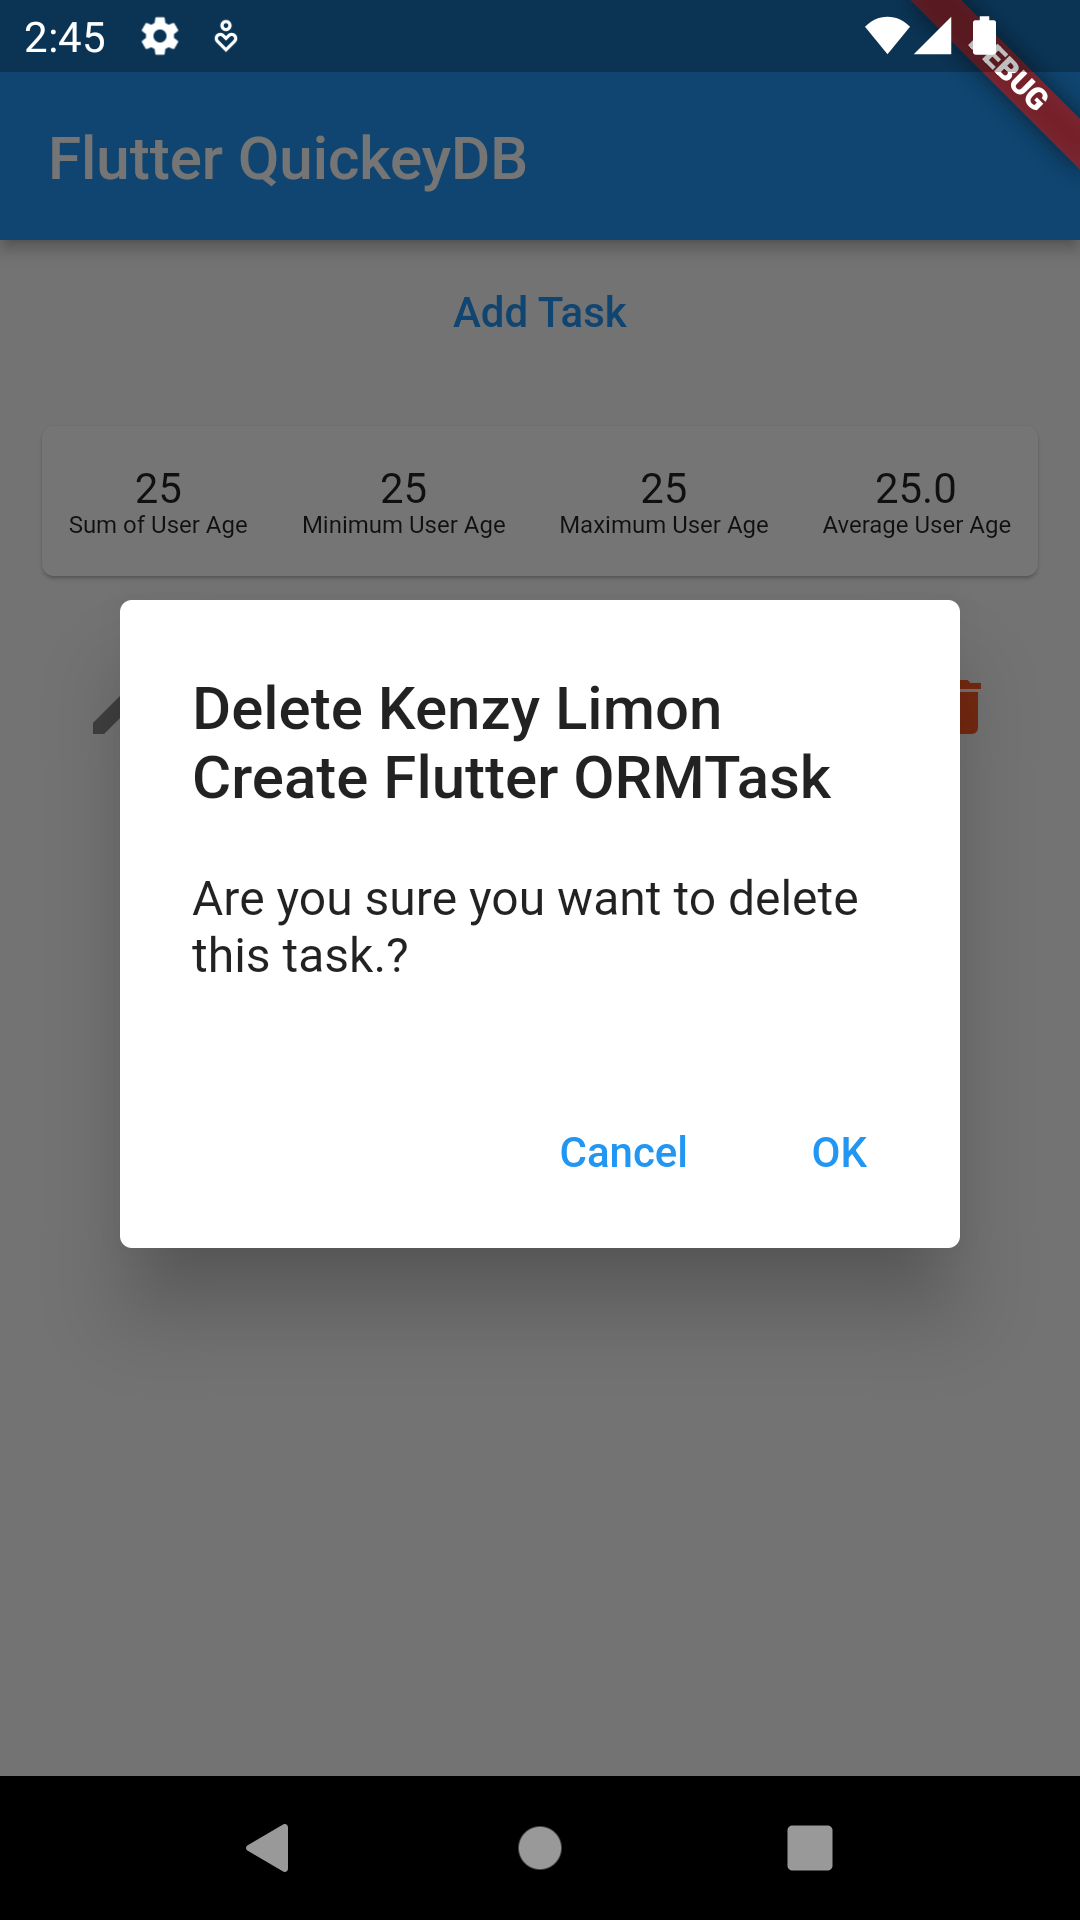 2:45
DEBUG
Flutter QuickeyDB
Add Task
25 25 25 25.0
Sum of User Age Minimum User Age Maximum User Age Average User Age
Delete Kenzy Limon
Create Flutter ORMTask
Are you sure you want to delete
this task.?
Cancel OK